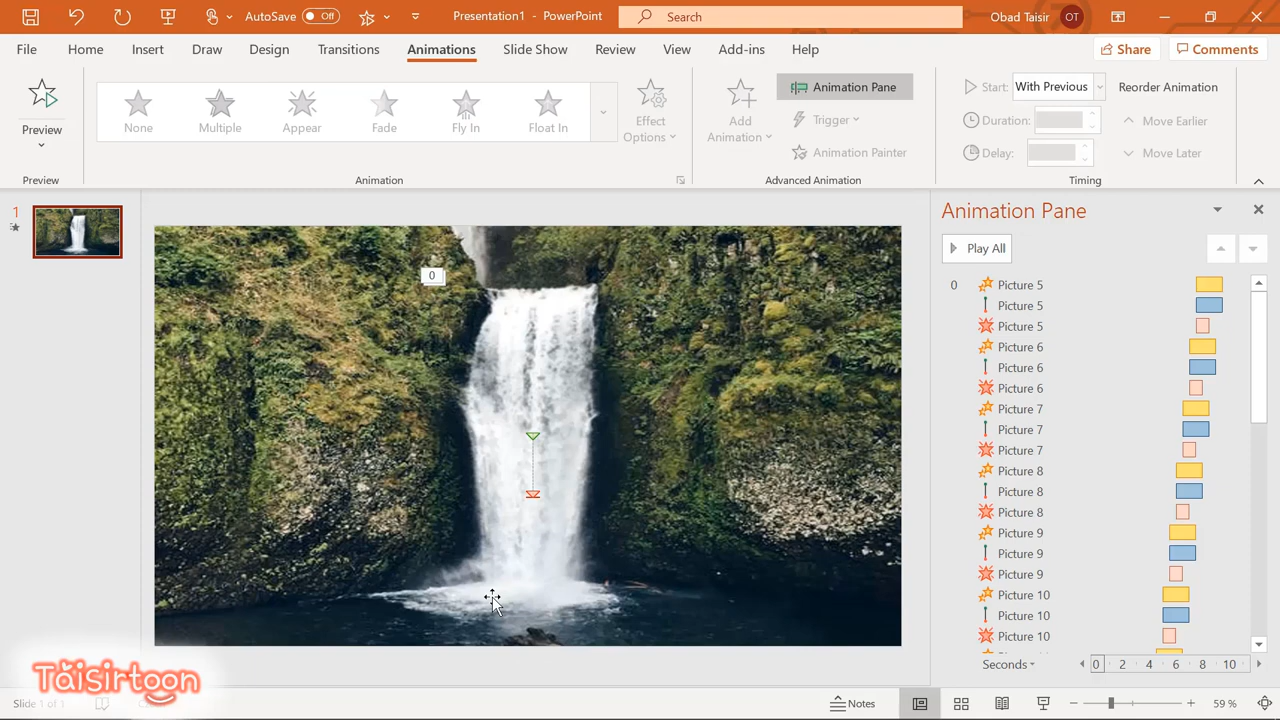 AutoSave Off Presentation1 - PowerPoint Search Obad Taisir OT
File Home Insert Draw Design Transitions Animations Slide Show Review View Add-ins Help Share Comments
Preview
Preview
None Multiple Appear Fade Fly In Float In
Animation
Effect
Options
Add
Animation
Animation Pane
Trigger
Animation Painter
Advanced Animation
Start: With Previous
Duration:
Delay:
Reorder Animation
Move Earlier
Move Later
Timing
1
0
Animation Pane
Play All
0 Picture 5
Picture 5
Picture 5
Picture 6
Picture 6
Picture 6
Picture 7
Picture 7
Picture 7
Picture 8
Picture 8
Picture 8
Picture 9
Picture 9
Picture 9
Picture 10
Picture 10
Picture 10
Seconds 0 2 4 6 8 10
Taisirtoon
Slide 1 of 1 Notes 59 %